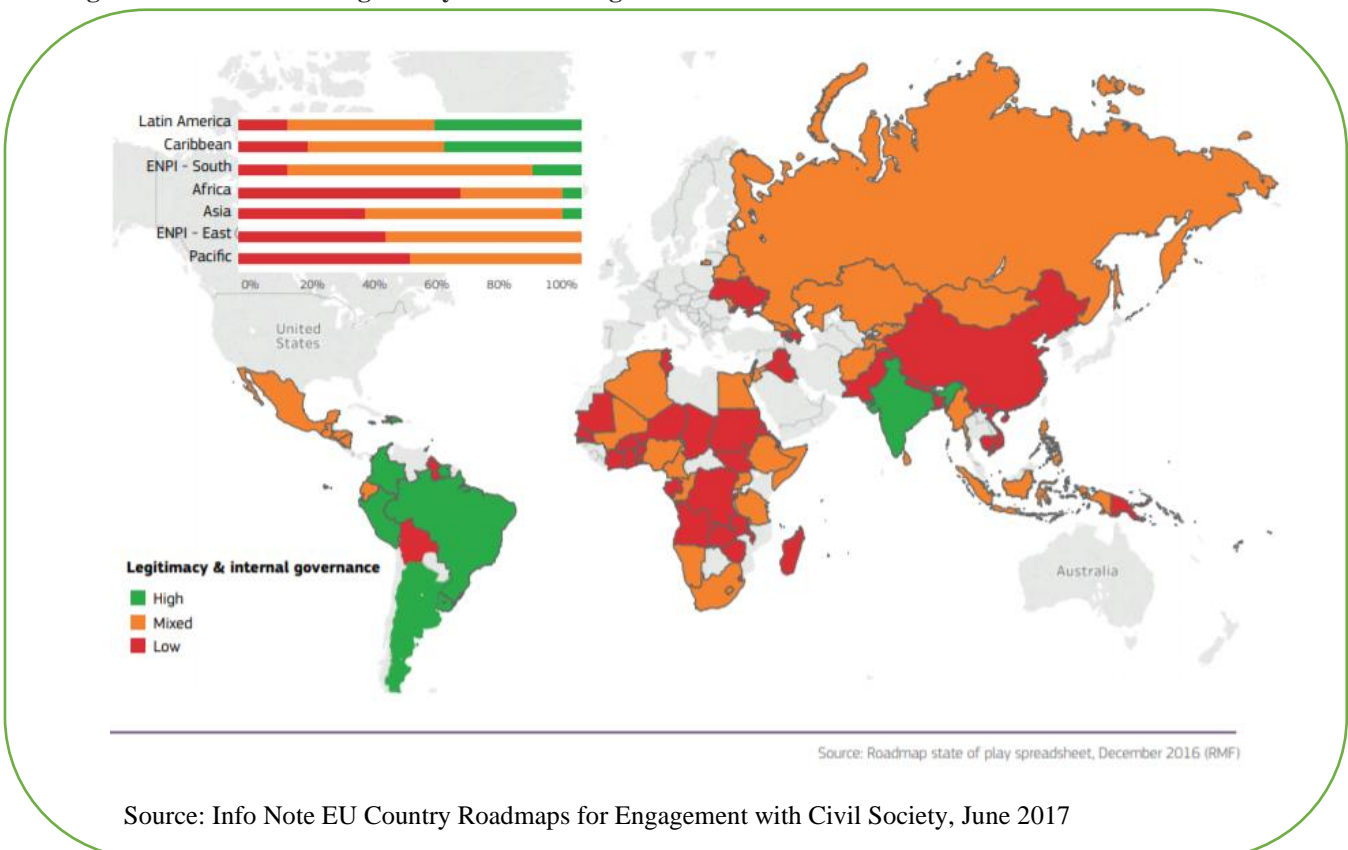 Latin America
Caribbean
ENPI - South
Africa
Asia
ENPI - East
Pacific
0% 20% 40% 60% 80% 100%
United
States
Australia
Legitimacy & internal governance
High
Mixed
Low
Source: Roadmap state of play spreadsheet, December 2016 (RMF)
Source: Info Note EU Country Roadmaps for Engagement with Civil Society, June 2017